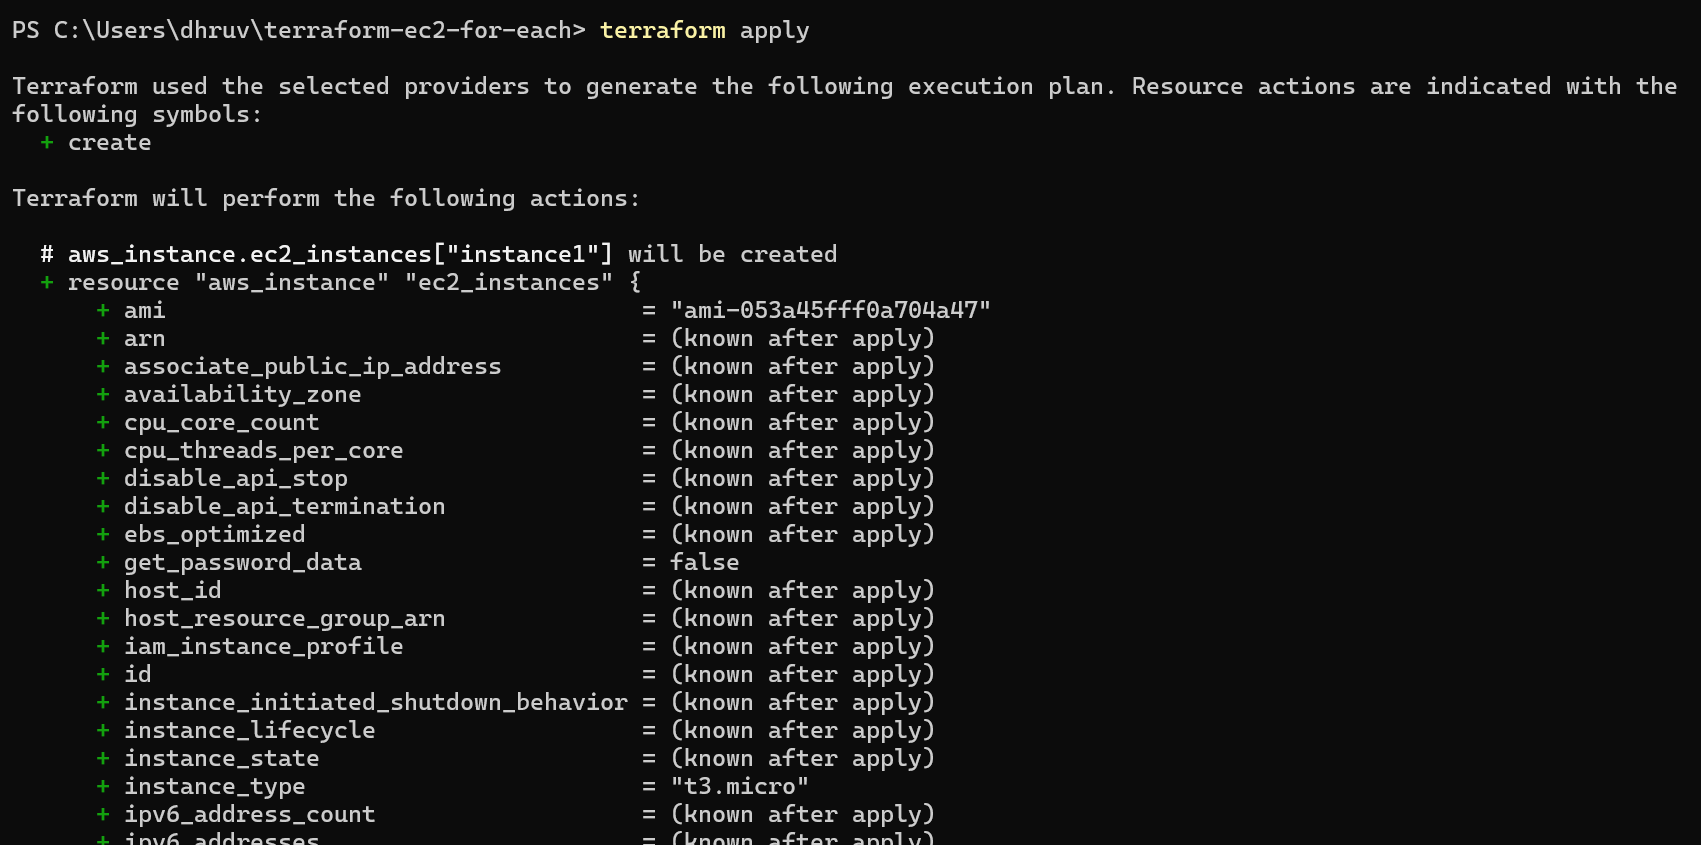 PS C:\Users\dhruv\terraform-ec2-for-each> terraform apply
Terraform used the selected providers to generate the following execution plan. Resource actions are indicated with the
following symbols:
+ create
Terraform will perform the following actions:
# aws_instance.ec2_instances["instance1"] will be created
+ resource "aws_instance" "ec2_instances" {
+ ami = "ami-053a45fff0a704a47"
+ arn = (known after apply)
+ associate_public_ip_address = (known after apply)
+ availability_zone = (known after apply)
+ cpu_core_count = (known after apply)
+ cpu_threads_per_core = (known after apply)
+ disable_api_stop = (known after apply)
+ disable_api_termination = (known after apply)
+ ebs_optimized = (known after apply)
+ get_password_data = false
+ host_id = (known after apply)
+ host_resource_group_arn = (known after apply)
+ iam_instance_profile = (known after apply)
+ id = (known after apply)
+ instance_initiated_shutdown_behavior = (known after apply)
+ instance_lifecycle = (known after apply)
+ instance_state = (known after apply)
+ instance_type = "t3.micro"
+ ipv6_address_count = (known after apply)
+ ipv6_addresses = (known after apply)